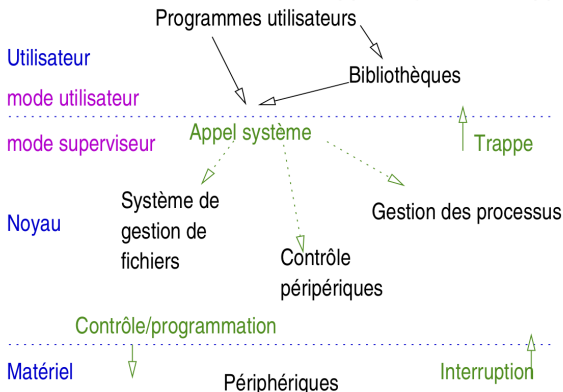 Programmes utilisateurs
Utilisateur
Bibliothèques
mode utilisateur
Appel système
mode superviseur
Trappe
Système de
gestion de
fichiers
Gestion des processus
Noyau
Contrôle
péripériques
Contrôle/programmation
Matériel
Périphériques
Interruption